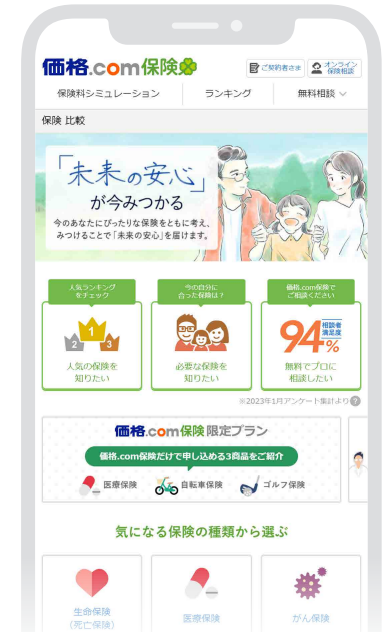 価格.com保険
ご契約者さま
オンライン
保険相談
保険料シミュレーション
ランキング
無料相談
保険 比較
「未来の安心」
が今みつかる
今のあなたにぴったりな保険をともに考え、
みつけることで「未来の安心」を届けます。
人気ランキング
をチェック
1
2
3
人気の保険を
知りたい
今の自分に
合った保険は？
必要な保険を
知りたい
価格.com保険で
ご相談ください
94%
相談者
満足度
無料でプロに
相談したい
※2023年1月アンケート集計より
?
価格.com保険 限定プラン
価格.com保険だけで申し込める3商品をご紹介
医療保険
自転車保険
ゴルフ保険
気になる保険の種類から選ぶ
生命保険
(死亡保険)
医療保険
がん保険